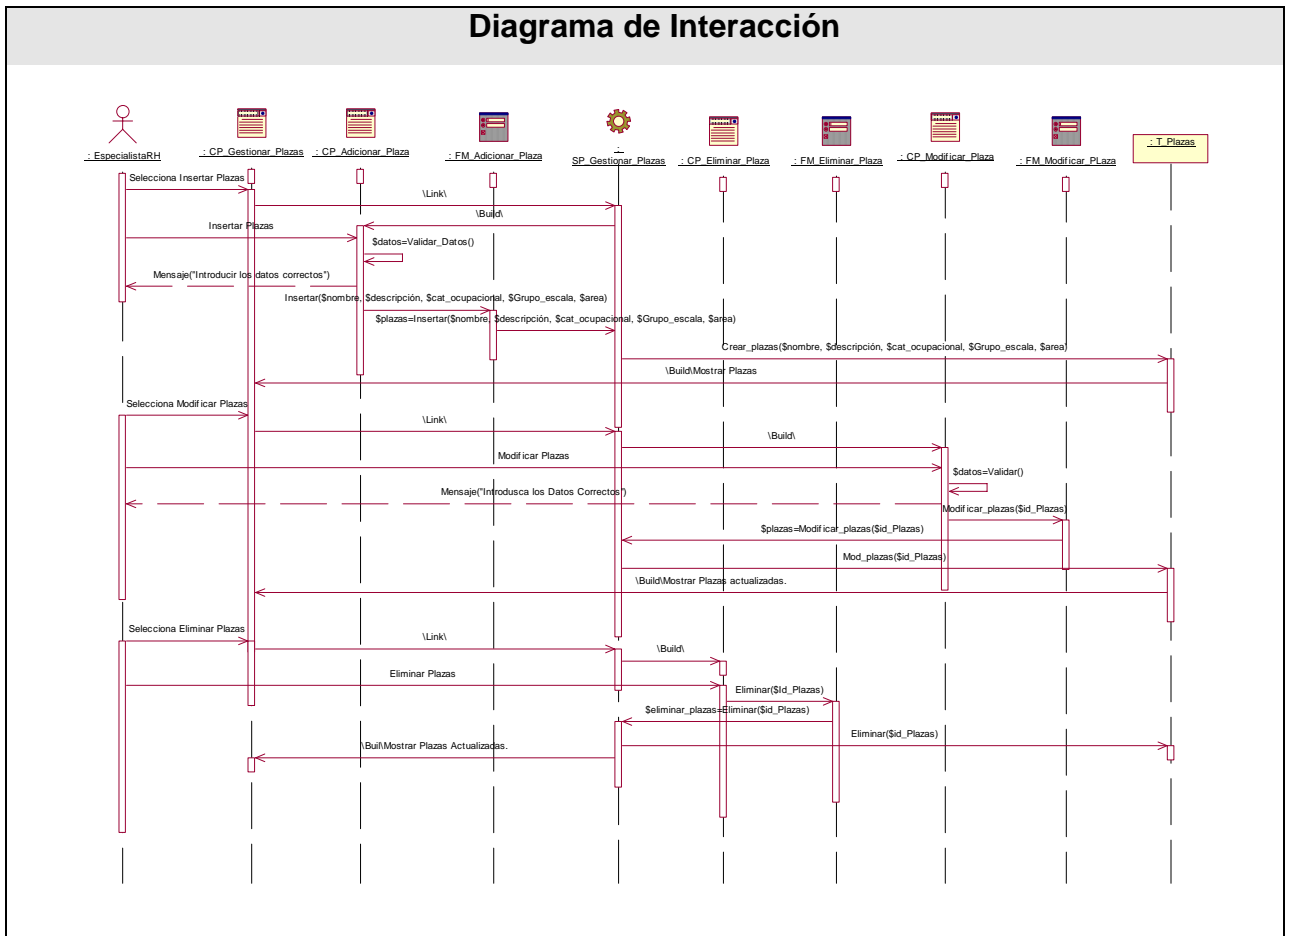 Diagrama de Interacción
: EspecialistaRH
: CP_Gestionar_Plazas
: CP_Adicionar_Plaza
: FM_Adicionar_Plaza
:
SP_Gestionar_Plazas
: CP_Eliminar_Plaza
: FM_Eliminar_Plaza
: CP_Modificar_Plaza
: FM_Modificar_PLaza
: T_Plazas
Selecciona Insertar Plazas
\Link\
\Build\
Insertar Plazas
$datos=Validar_Datos()
Mensaje("Introducir los datos correctos")
Insertar($nombre, $descripción, $cat_ocupacional, $Grupo_escala, $area)
$plazas=Insertar($nombre, $descripción, $cat_ocupacional, $Grupo_escala, $area)
Crear_plazas($nombre, $descripción, $cat_ocupacional, $Grupo_escala, $area)
\Build\Mostrar Plazas
Selecciona Modificar Plazas
\Link\
\Build\
Modificar Plazas
$datos=Validar()
Mensaje("Introdusca los Datos Correctos")
Modificar_plazas($id_Plazas)
$plazas=Modificar_plazas($id_Plazas)
Mod_plazas($id_Plazas)
\Build\Mostrar Plazas actualizadas.
Selecciona Eliminar Plazas
\Link\
\Build\
Eliminar Plazas
Eliminar($Id_Plazas)
$eliminar_plazas=Eliminar($id_Plazas)
Eliminar($id_Plazas)
\Buil\Mostrar Plazas Actualizadas.